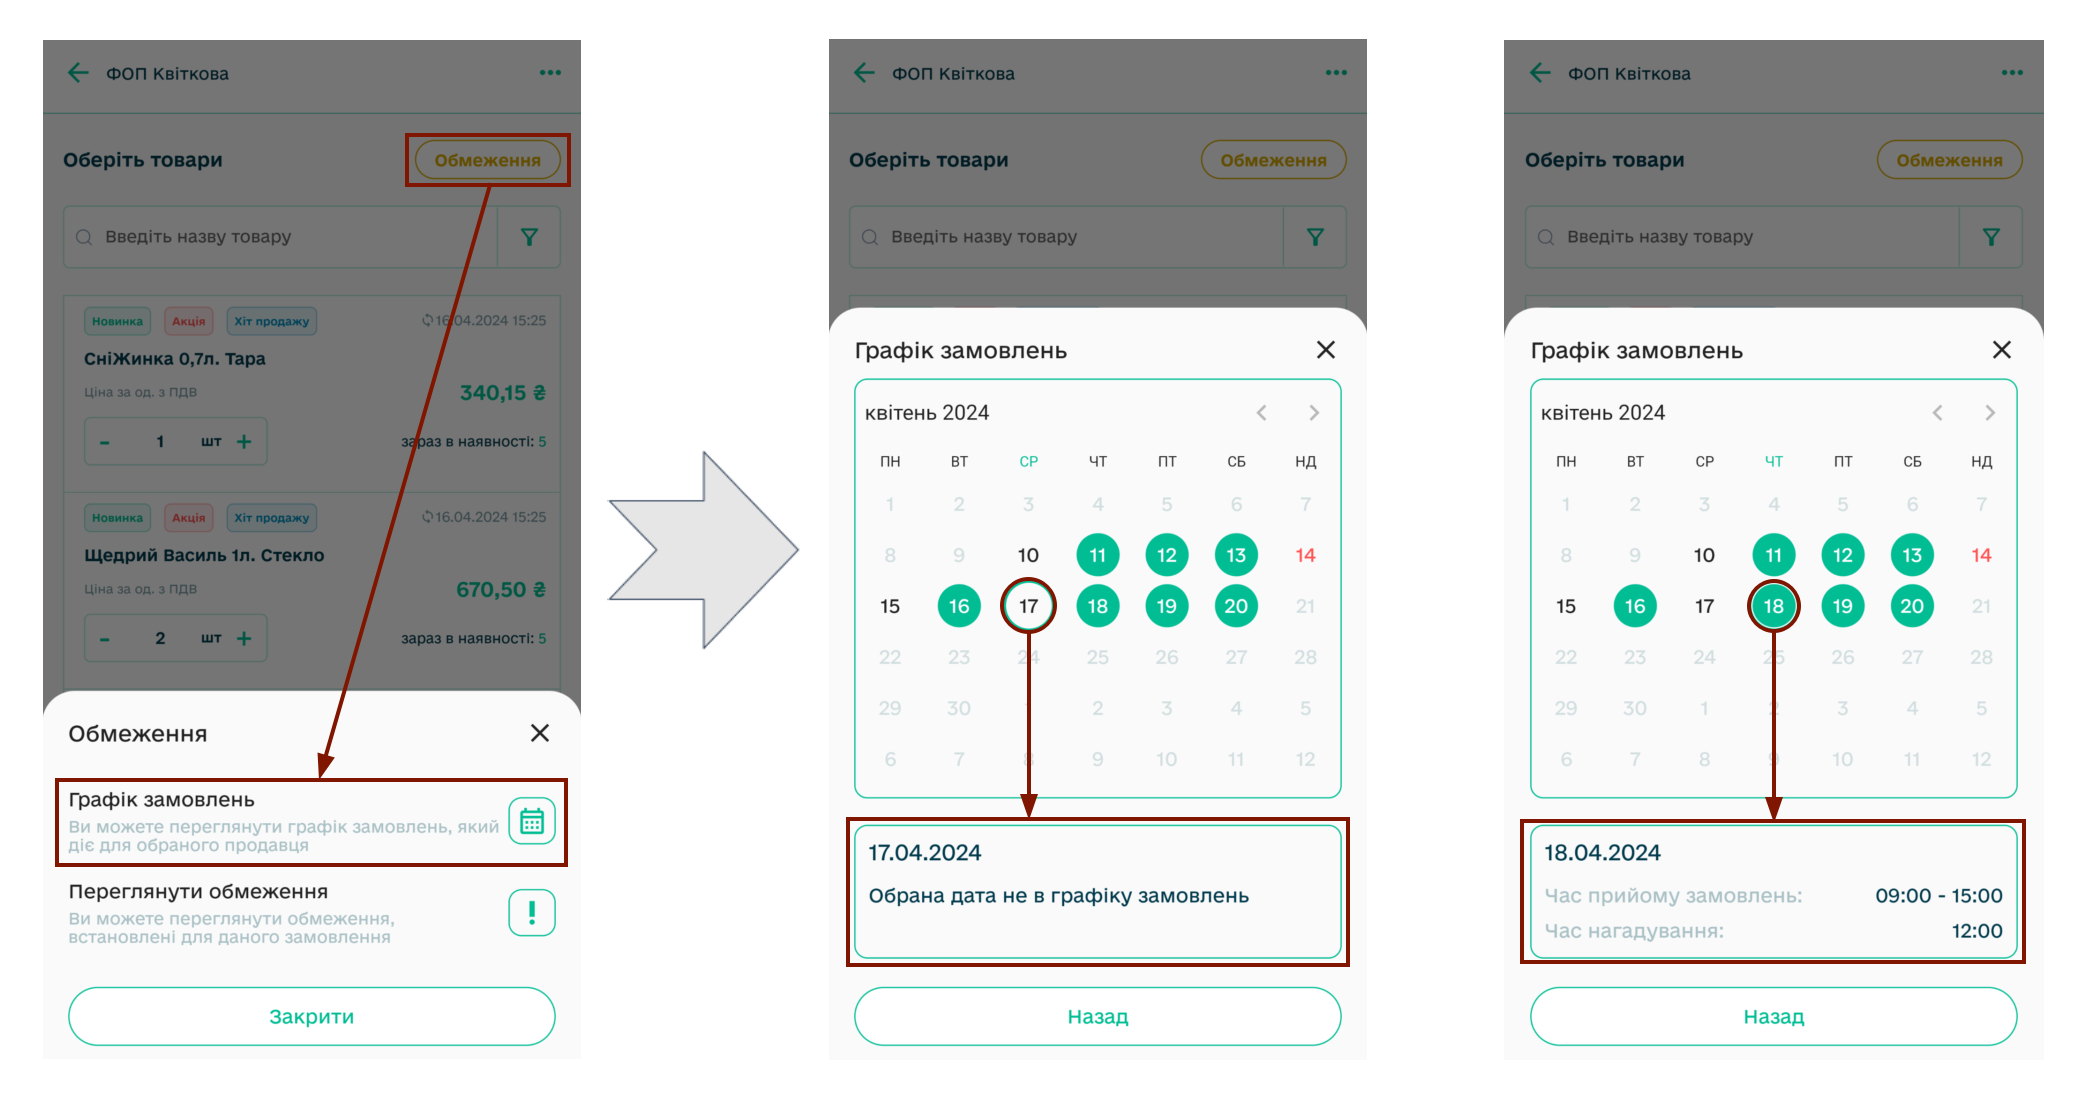 ФОП Квіткова
Оберіть товари
Обмеження
Введіть назву товару
Новинка Акція Хіт продажу 16.04.2024 15:25
СніЖинка 0,7л. Тара
Ціна за од. з ПДВ 340,15 ₴
- 1 шт + зараз в наявності: 5
Новинка Акція Хіт продажу 16.04.2024 15:25
Щедрий Василь 1л. Стекло
Ціна за од. з ПДВ 670,50 ₴
- 2 шт + зараз в наявності: 5
Обмеження
Графік замовлень
Ви можете переглянути графік замовлень, який
діє для обраного продавця
Переглянути обмеження
Ви можете переглянути обмеження,
встановлені для даного замовлення
Закрити
ФОП Квіткова
Оберіть товари
Обмеження
Введіть назву товару
Графік замовлень
квітень 2024
ПН ВТ СР ЧТ ПТ СБ НД
1 2 3 4 5 6 7
8 9 10 11 12 13 14
15 16 17 18 19 20 21
22 23 24 25 26 27 28
29 30 1 2 3 4 5
6 7 8 9 10 11 12
17.04.2024
Обрана дата не в графіку замовлень
Назад
ФОП Квіткова
Оберіть товари
Обмеження
Введіть назву товару
Графік замовлень
квітень 2024
ПН ВТ СР ЧТ ПТ СБ НД
1 2 3 4 5 6 7
8 9 10 11 12 13 14
15 16 17 18 19 20 21
22 23 24 25 26 27 28
29 30 1 2 3 4 5
6 7 8 9 10 11 12
18.04.2024
Час прийому замовлень: 09:00 - 15:00
Час нагадування: 12:00
Назад